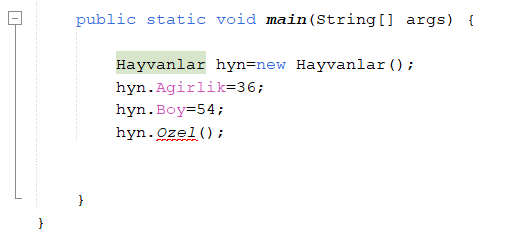 public static void main(String[] args) {
Hayvanlar hyn=new Hayvanlar();
hyn.Agirlik=36;
hyn.Boy=54;
hyn.Ozel();
}
}